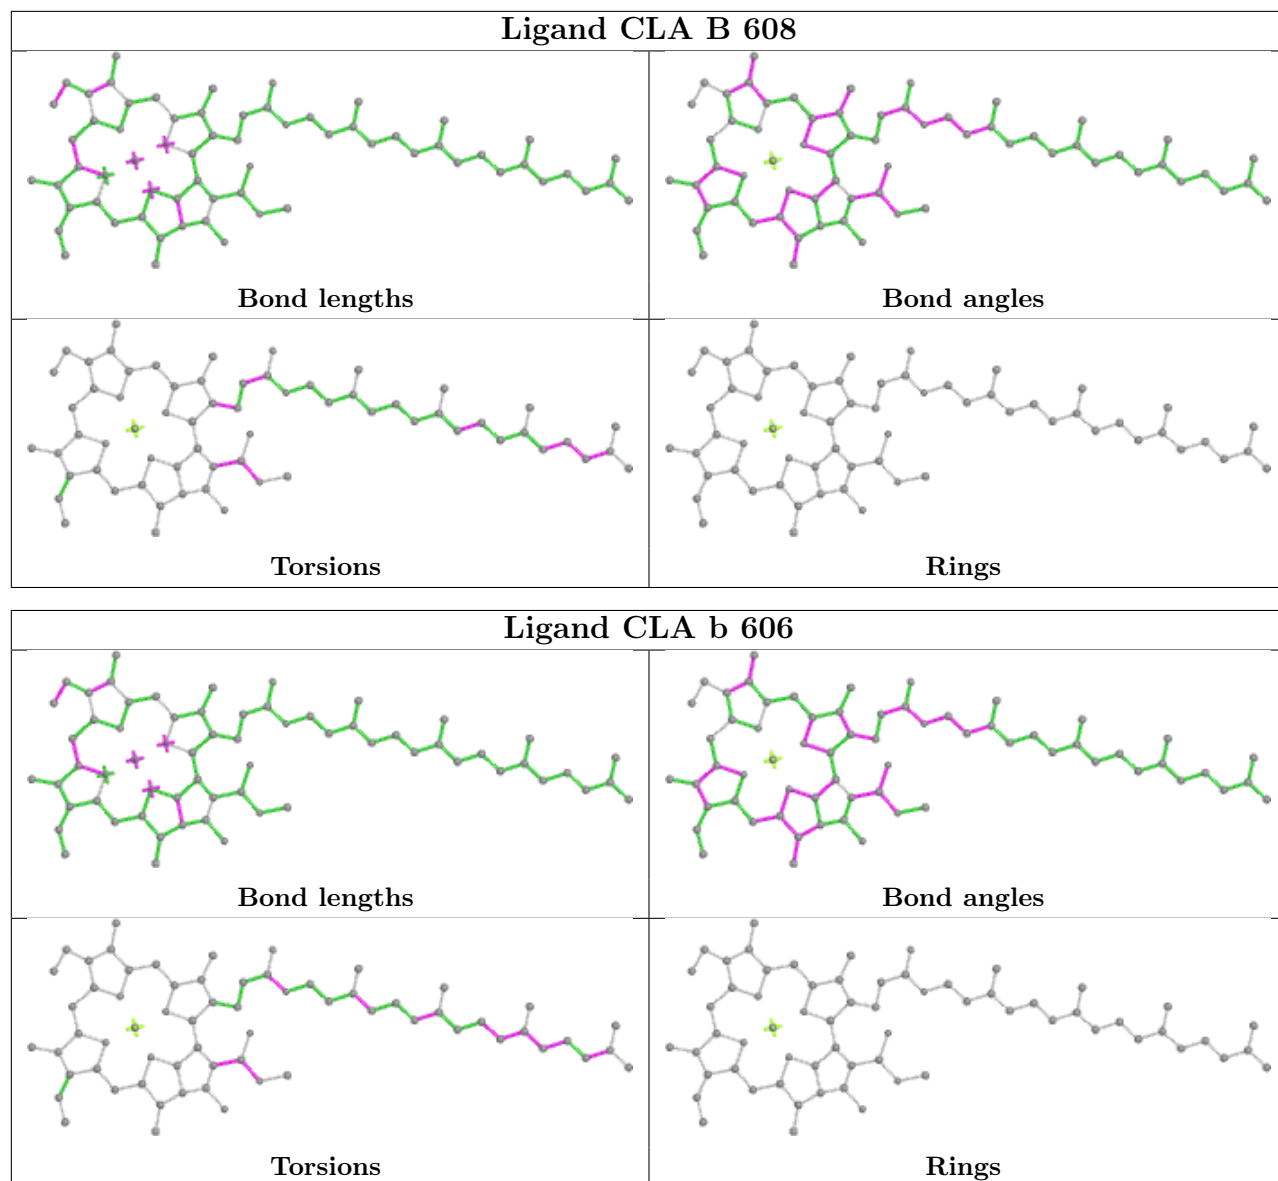 Ligand CLA B 608
Bond lengths
Bond angles
Torsions
Rings
Ligand CLA b 606
Bond lengths
Bond angles
Torsions
Rings